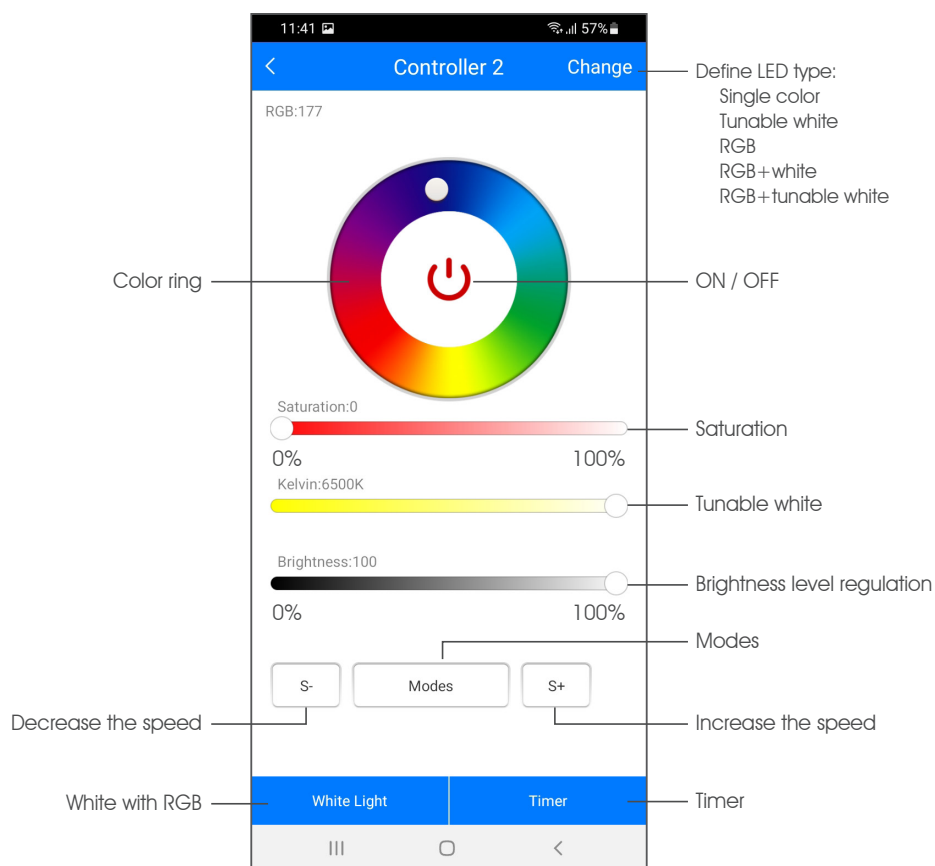 11:41 57%
Controller 2 Change
Define LED type:
Single color
Tunable white
RGB
RGB+white
RGB+tunable white
RGB:177
Color ring
ON / OFF
Saturation:0
Saturation
0% 100%
Kelvin:6500K
Tunable white
Brightness:100
Brightness level regulation
0% 100%
Modes
S- Modes S+
Decrease the speed
Increase the speed
White with RGB
White Light Timer
Timer